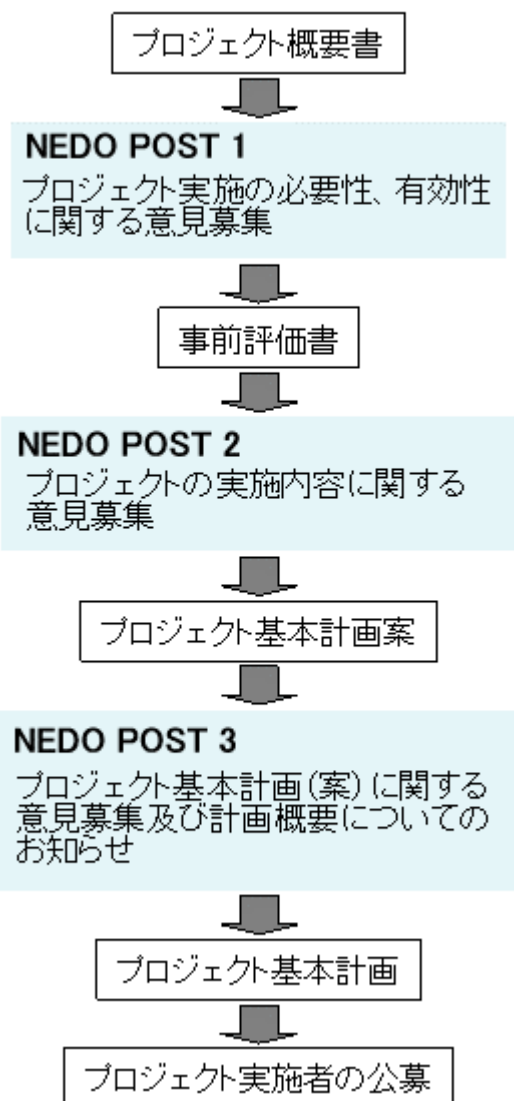 プロジェクト概要書
NEDO POST 1
プロジェクト実施の必要性、有効性
に関する意見募集
事前評価書
NEDO POST 2
プロジェクトの実施内容に関する
意見募集
プロジェクト基本計画案
NEDO POST 3
プロジェクト基本計画(案)に関する
意見募集及び計画概要についての
お知らせ
プロジェクト基本計画
プロジェクト実施者の公募